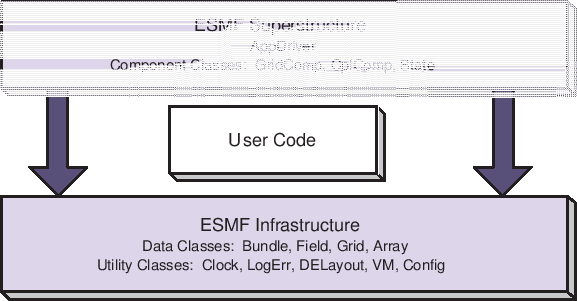 ESMF Superstructure
AppDriver
Component Classes: GridComp, CplComp, State
User Code
ESMF Infrastructure
Data Classes: Bundle, Field, Grid, Array
Utility Classes: Clock, LogErr, DELayout, VM, Config